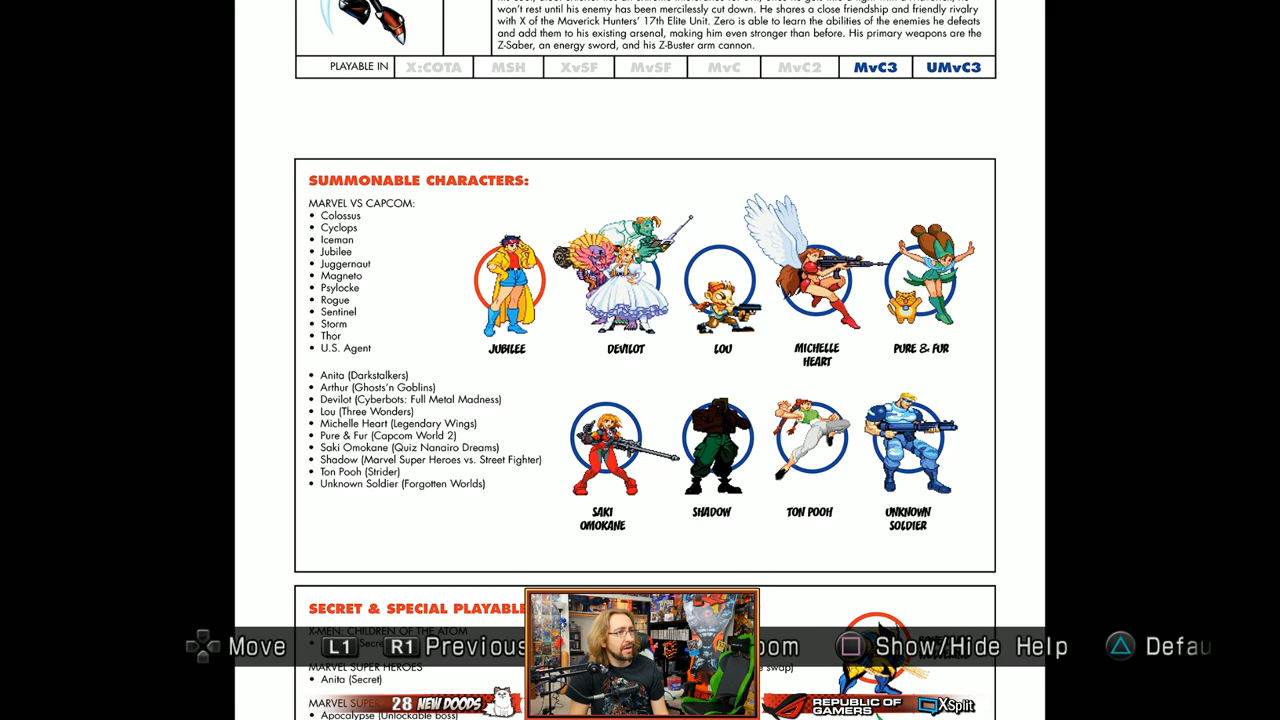 won't rest until his enemy has been mercilessly cut down. He shares a close friendship and friendly rivalry
with X of the Maverick Hunters' 17th Elite Unit. Zero is able to learn the abilities of the enemies he defeats
and add them to his existing arsenal, making him even stronger than before. His primary weapons are the
Z-Saber, an energy sword, and his Z-Buster arm cannon.
PLAYABLE IN X:COTA MSH XvSF MvSF MvC MvC2 MvC3 UMvC3
SUMMONABLE CHARACTERS:
MARVEL VS CAPCOM:
• Colossus
• Cyclops
• Iceman
• Jubilee
• Juggernaut
• Magneto
• Psylocke
• Rogue
• Sentinel
• Storm
• Thor
• U.S. Agent
• Anita (Darkstalkers)
• Arthur (Ghosts'n Goblins)
• Devilot (Cyberbots: Full Metal Madness)
• Lou (Three Wonders)
• Michelle Heart (Legendary Wings)
• Pure & Fur (Capcom World 2)
• Saki Omokane (Quiz Nanairo Dreams)
• Shadow (Marvel Super Heroes vs. Street Fighter)
• Ton Pooh (Strider)
• Unknown Soldier (Forgotten Worlds)
JUBILEE
DEVILOT
LOU
MICHELLE
HEART
PURE & FUR
SAKI
OMOKANE
SHADOW
TON POOH
UNKNOWN
SOLDIER
SECRET & SPECIAL PLAYABLE
X-MEN: CHILDREN OF THE ATOM
Move L1 R1 Previous oom Show/Hide Help Defau
MARVEL SUPER HEROES
swap)
• Anita (Secret)
MARVEL SUPER
• Apocalypse (Unlockable boss)
28 NEW DOODS
REPUBLIC OF
GAMERS
XSplit